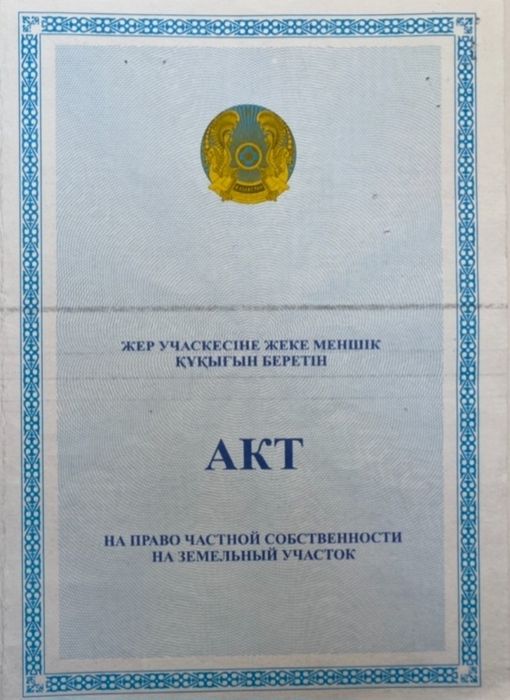 ЖЕР УЧАСКЕСІНЕ ЖЕКЕ МЕНШІК
ҚҰҚЫҒЫН БЕРЕТІН
АКТ
НА ПРАВО ЧАСТНОЙ СОБСТВЕННОСТИ
НА ЗЕМЕЛЬНЫЙ УЧАСТОК